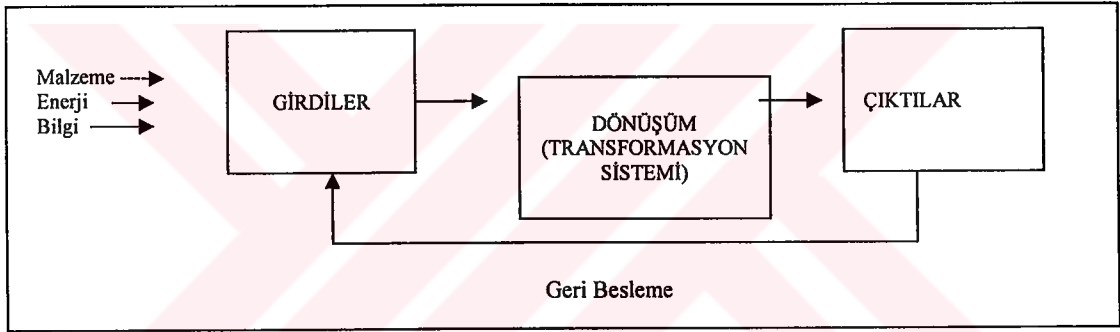 Malzeme
Enerji
Bilgi
GİRDİLER
DÖNÜŞÜM
(TRANSFORMASYON
SİSTEMİ)
ÇIKTILAR
Geri Besleme